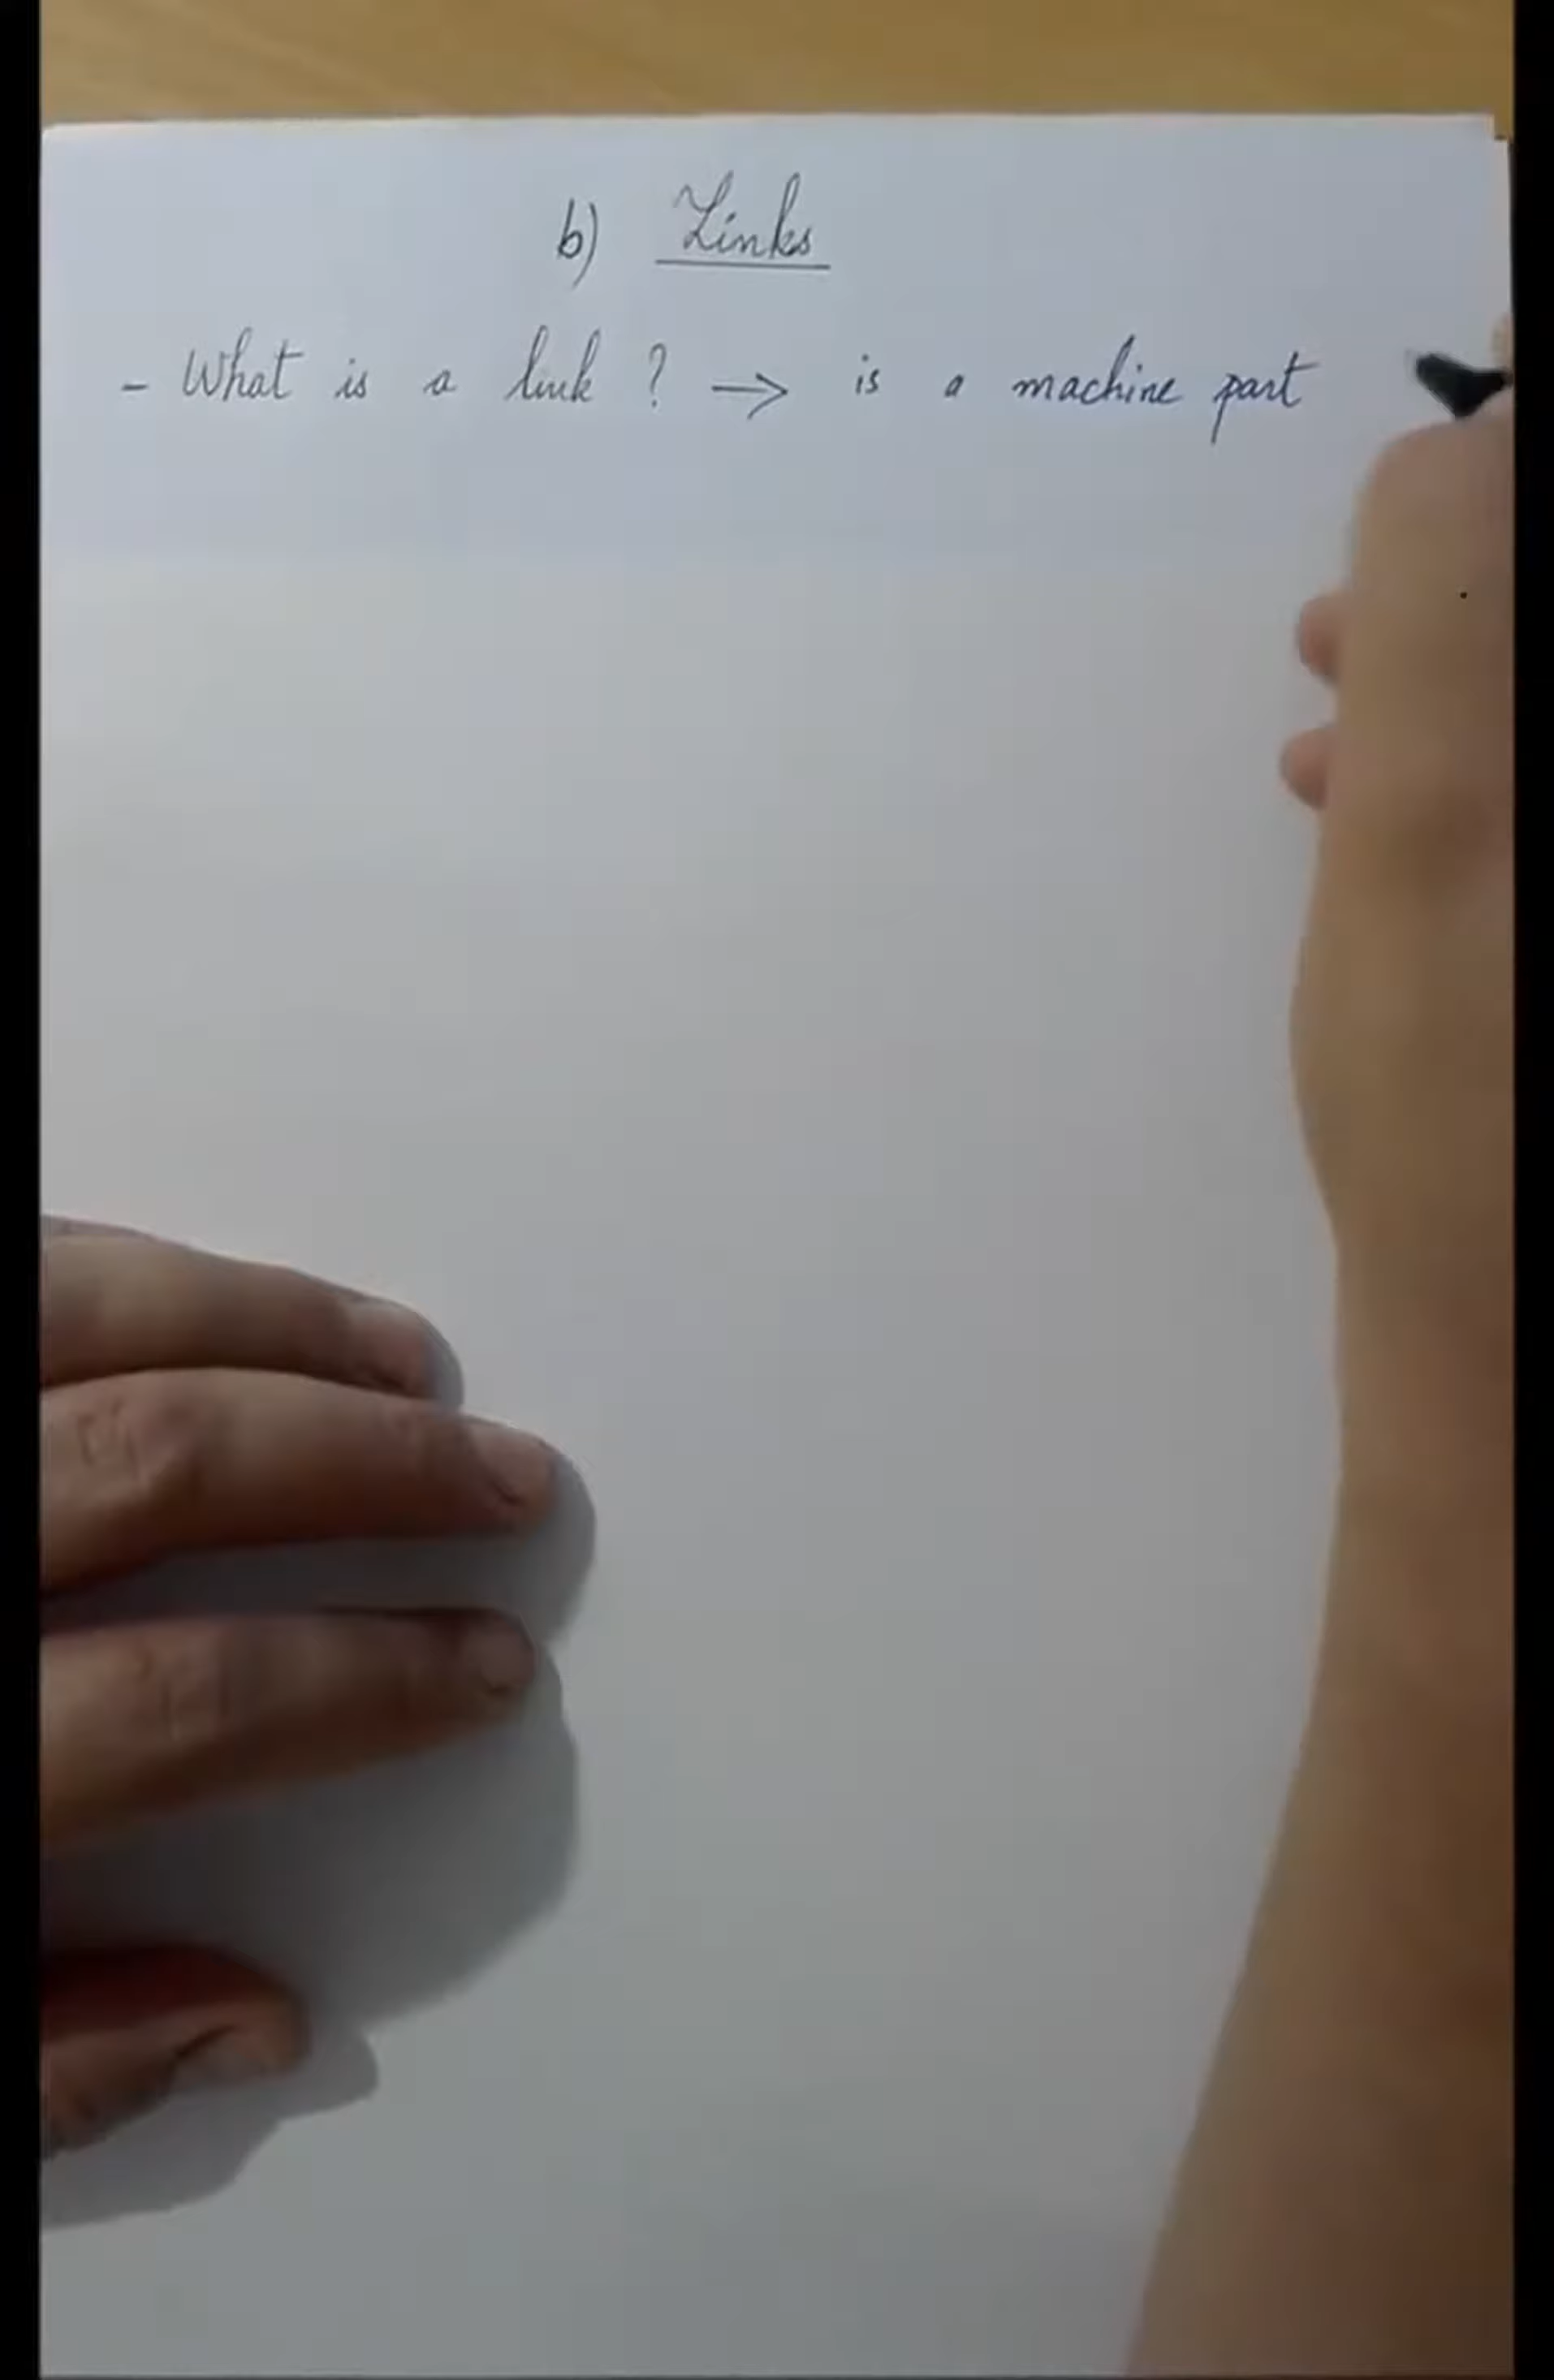 b) Links
- What is a link ? → is a machine part